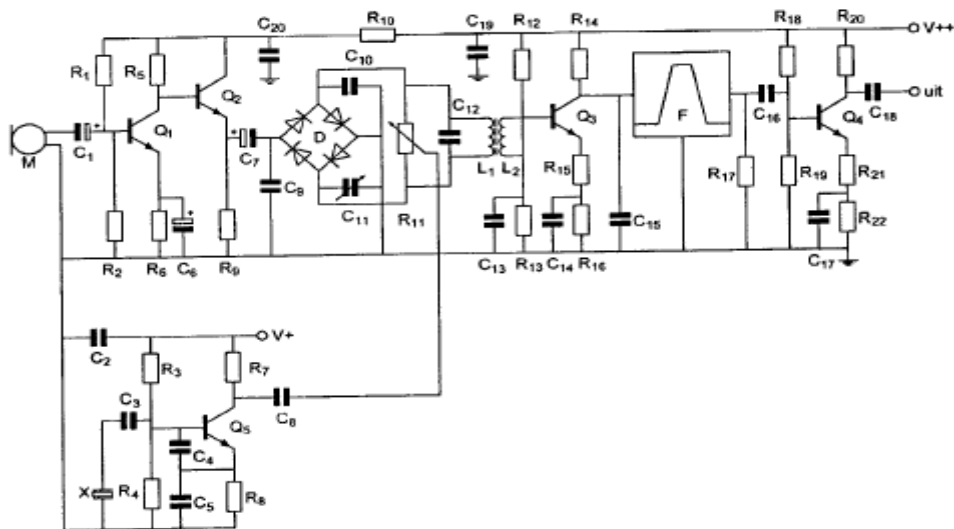 R10 C19 R12 R14 R18 R20 V++
C20 C10
R1 R5 Q2 C12 F C16 C18 uit
M C1 Q1 C7 D L1 L2 Q3 Q4
C9 R15 R17 R19 R21
C11 R11 C15 R22
R2 R6 C6 R9 C13 R13 C14 R16 C17
C2 V+
R3 R7
C3 Q5 C8
C4
X R4 C5 R8